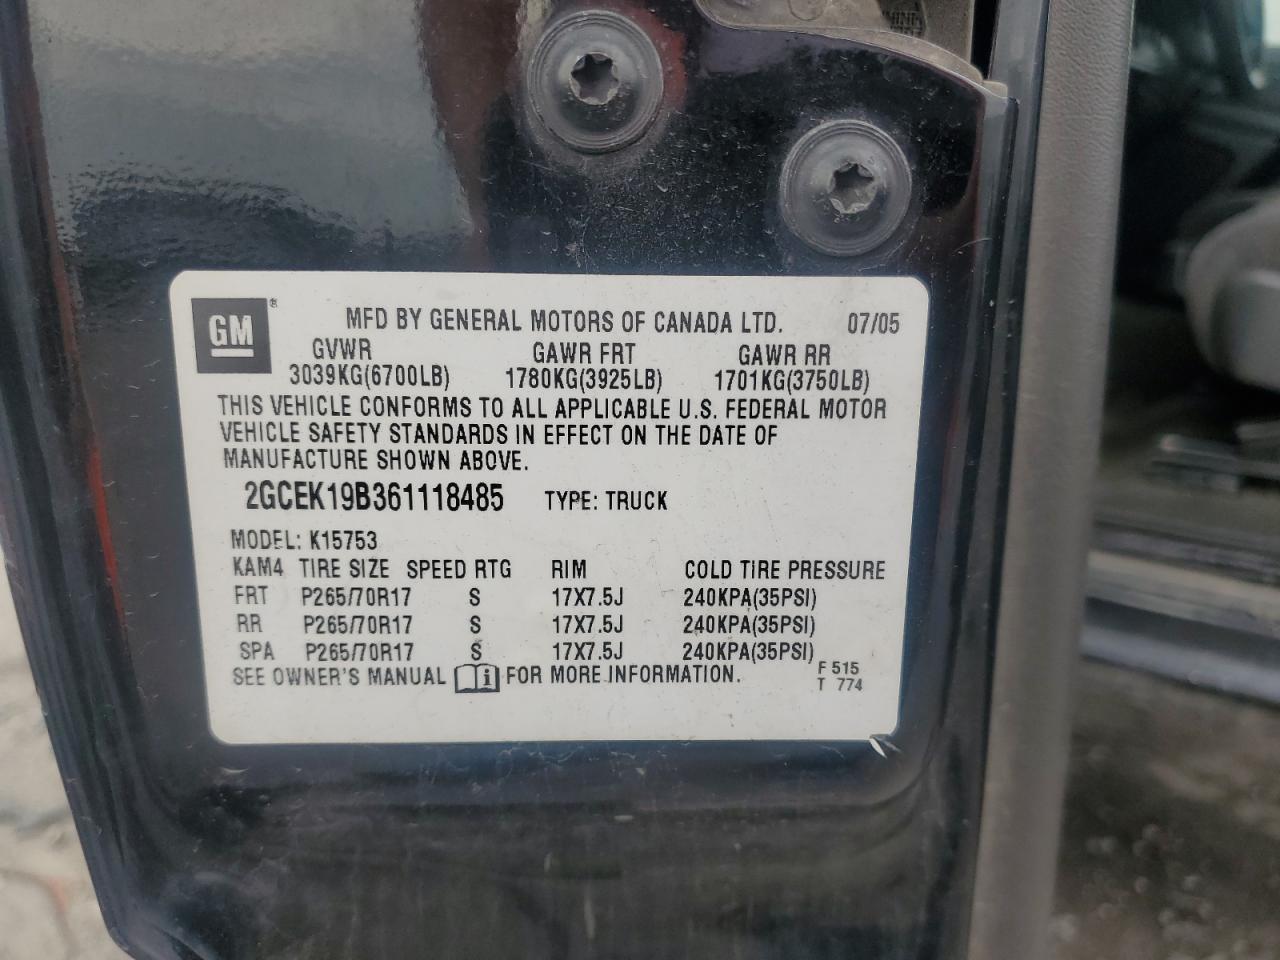 GM ®
MFD BY GENERAL MOTORS OF CANADA LTD. 07/05
GVWR GAWR FRT GAWR RR
3039KG(6700LB) 1780KG(3925LB) 1701KG(3750LB)
THIS VEHICLE CONFORMS TO ALL APPLICABLE U.S. FEDERAL MOTOR
VEHICLE SAFETY STANDARDS IN EFFECT ON THE DATE OF
MANUFACTURE SHOWN ABOVE.
2GCEK19B361118485 TYPE: TRUCK
MODEL: K15753
KAM4 TIRE SIZE SPEED RTG RIM COLD TIRE PRESSURE
FRT P265/70R17 S 17X7.5J 240KPA(35PSI)
RR P265/70R17 S 17X7.5J 240KPA(35PSI)
SPA P265/70R17 S 17X7.5J 240KPA(35PSI)
SEE OWNER'S MANUAL i FOR MORE INFORMATION.
F 515
T 774